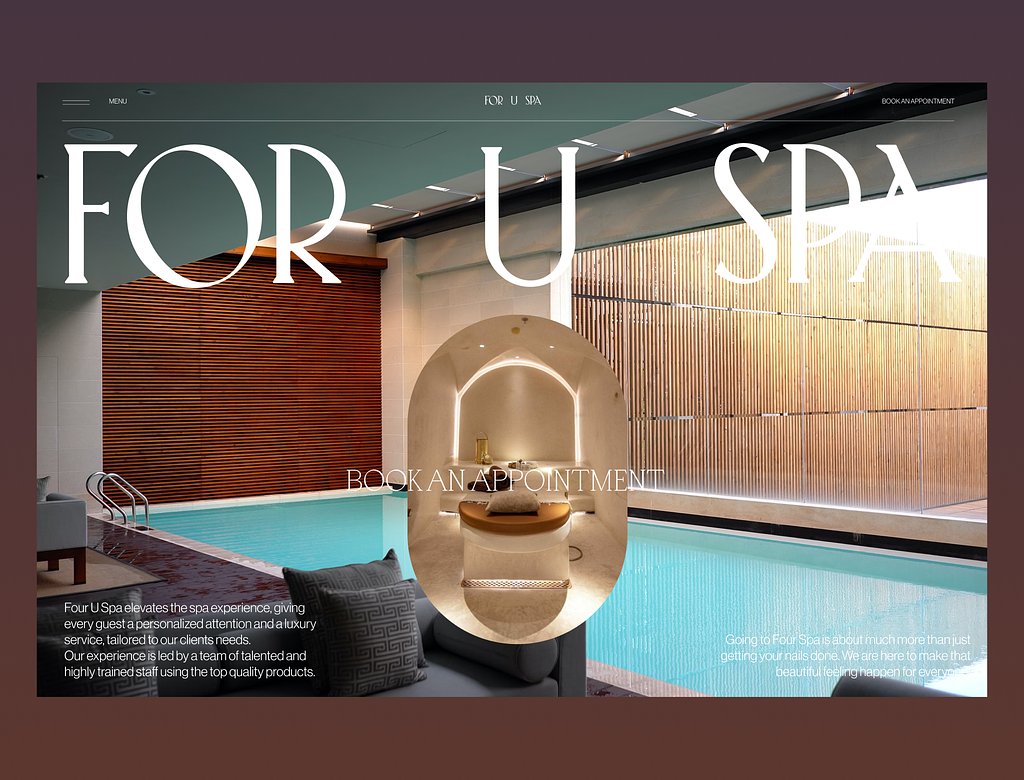 MENU
FOR U SPA
BOOK AN APPOINTMENT
FOR U SPA
BOOK AN APPOINTMENT
Four U Spa elevates the spa experience, giving
every guest a personalized attention and a luxury
service, tailored to our clients needs.
Our experience is led by a team of talented and
highly trained staff using the top quality products.
Going to Four Spa is about much more than just
getting your nails done. We are here to make that
beautiful feeling happen for